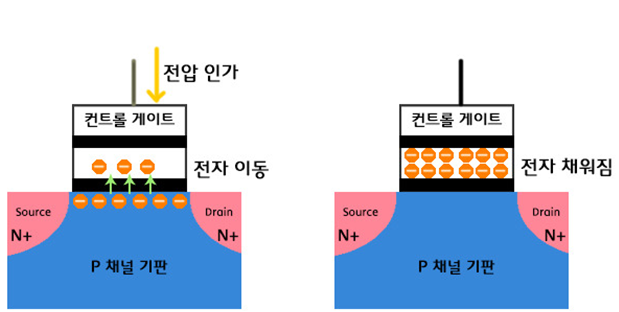 전압 인가
컨트롤 게이트
전자 이동
Source
Drain
N+
N+
P 채널 기판
컨트롤 게이트
전자 채워짐
Source
Drain
N+
N+
P 채널 기판